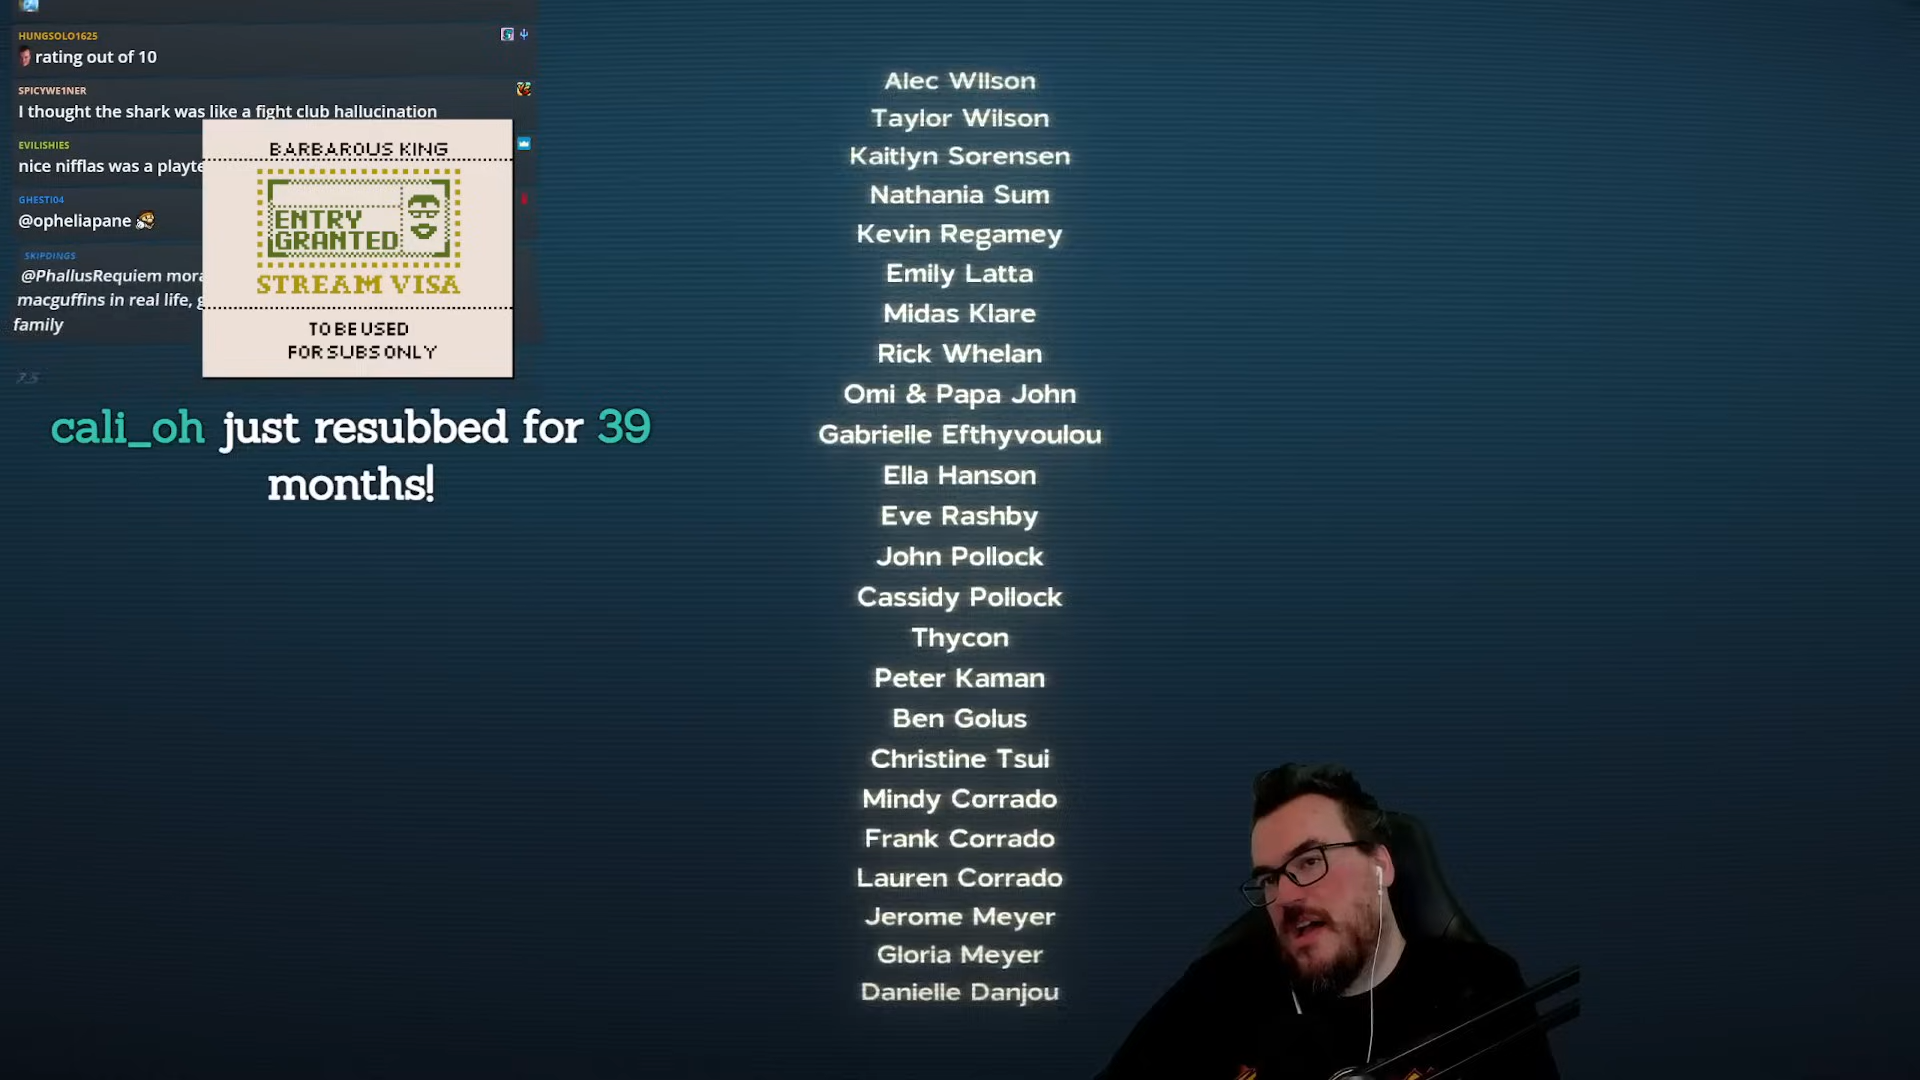 HUNGSOLO1625
rating out of 10
SPICYWE1NER
I thought the shark was like a fight club hallucination
EVILISHIES
nice nifflas was a playte
GHESTI04
@opheliapane
SKIPDINGS
@PhallusRequiem mora
macguffins in real life, g
family
BARBAROUS KING
ENTRY
GRANTED
STREAM VISA
TO BE USED
FOR SUBS ONLY
cali_oh just resubbed for 39
months!
Alec WIlson
Taylor Wilson
Kaitlyn Sorensen
Nathania Sum
Kevin Regamey
Emily Latta
Midas Klare
Rick Whelan
Omi & Papa John
Gabrielle Efthyvoulou
Ella Hanson
Eve Rashby
John Pollock
Cassidy Pollock
Thycon
Peter Kaman
Ben Golus
Christine Tsui
Mindy Corrado
Frank Corrado
Lauren Corrado
Jerome Meyer
Gloria Meyer
Danielle Danjou